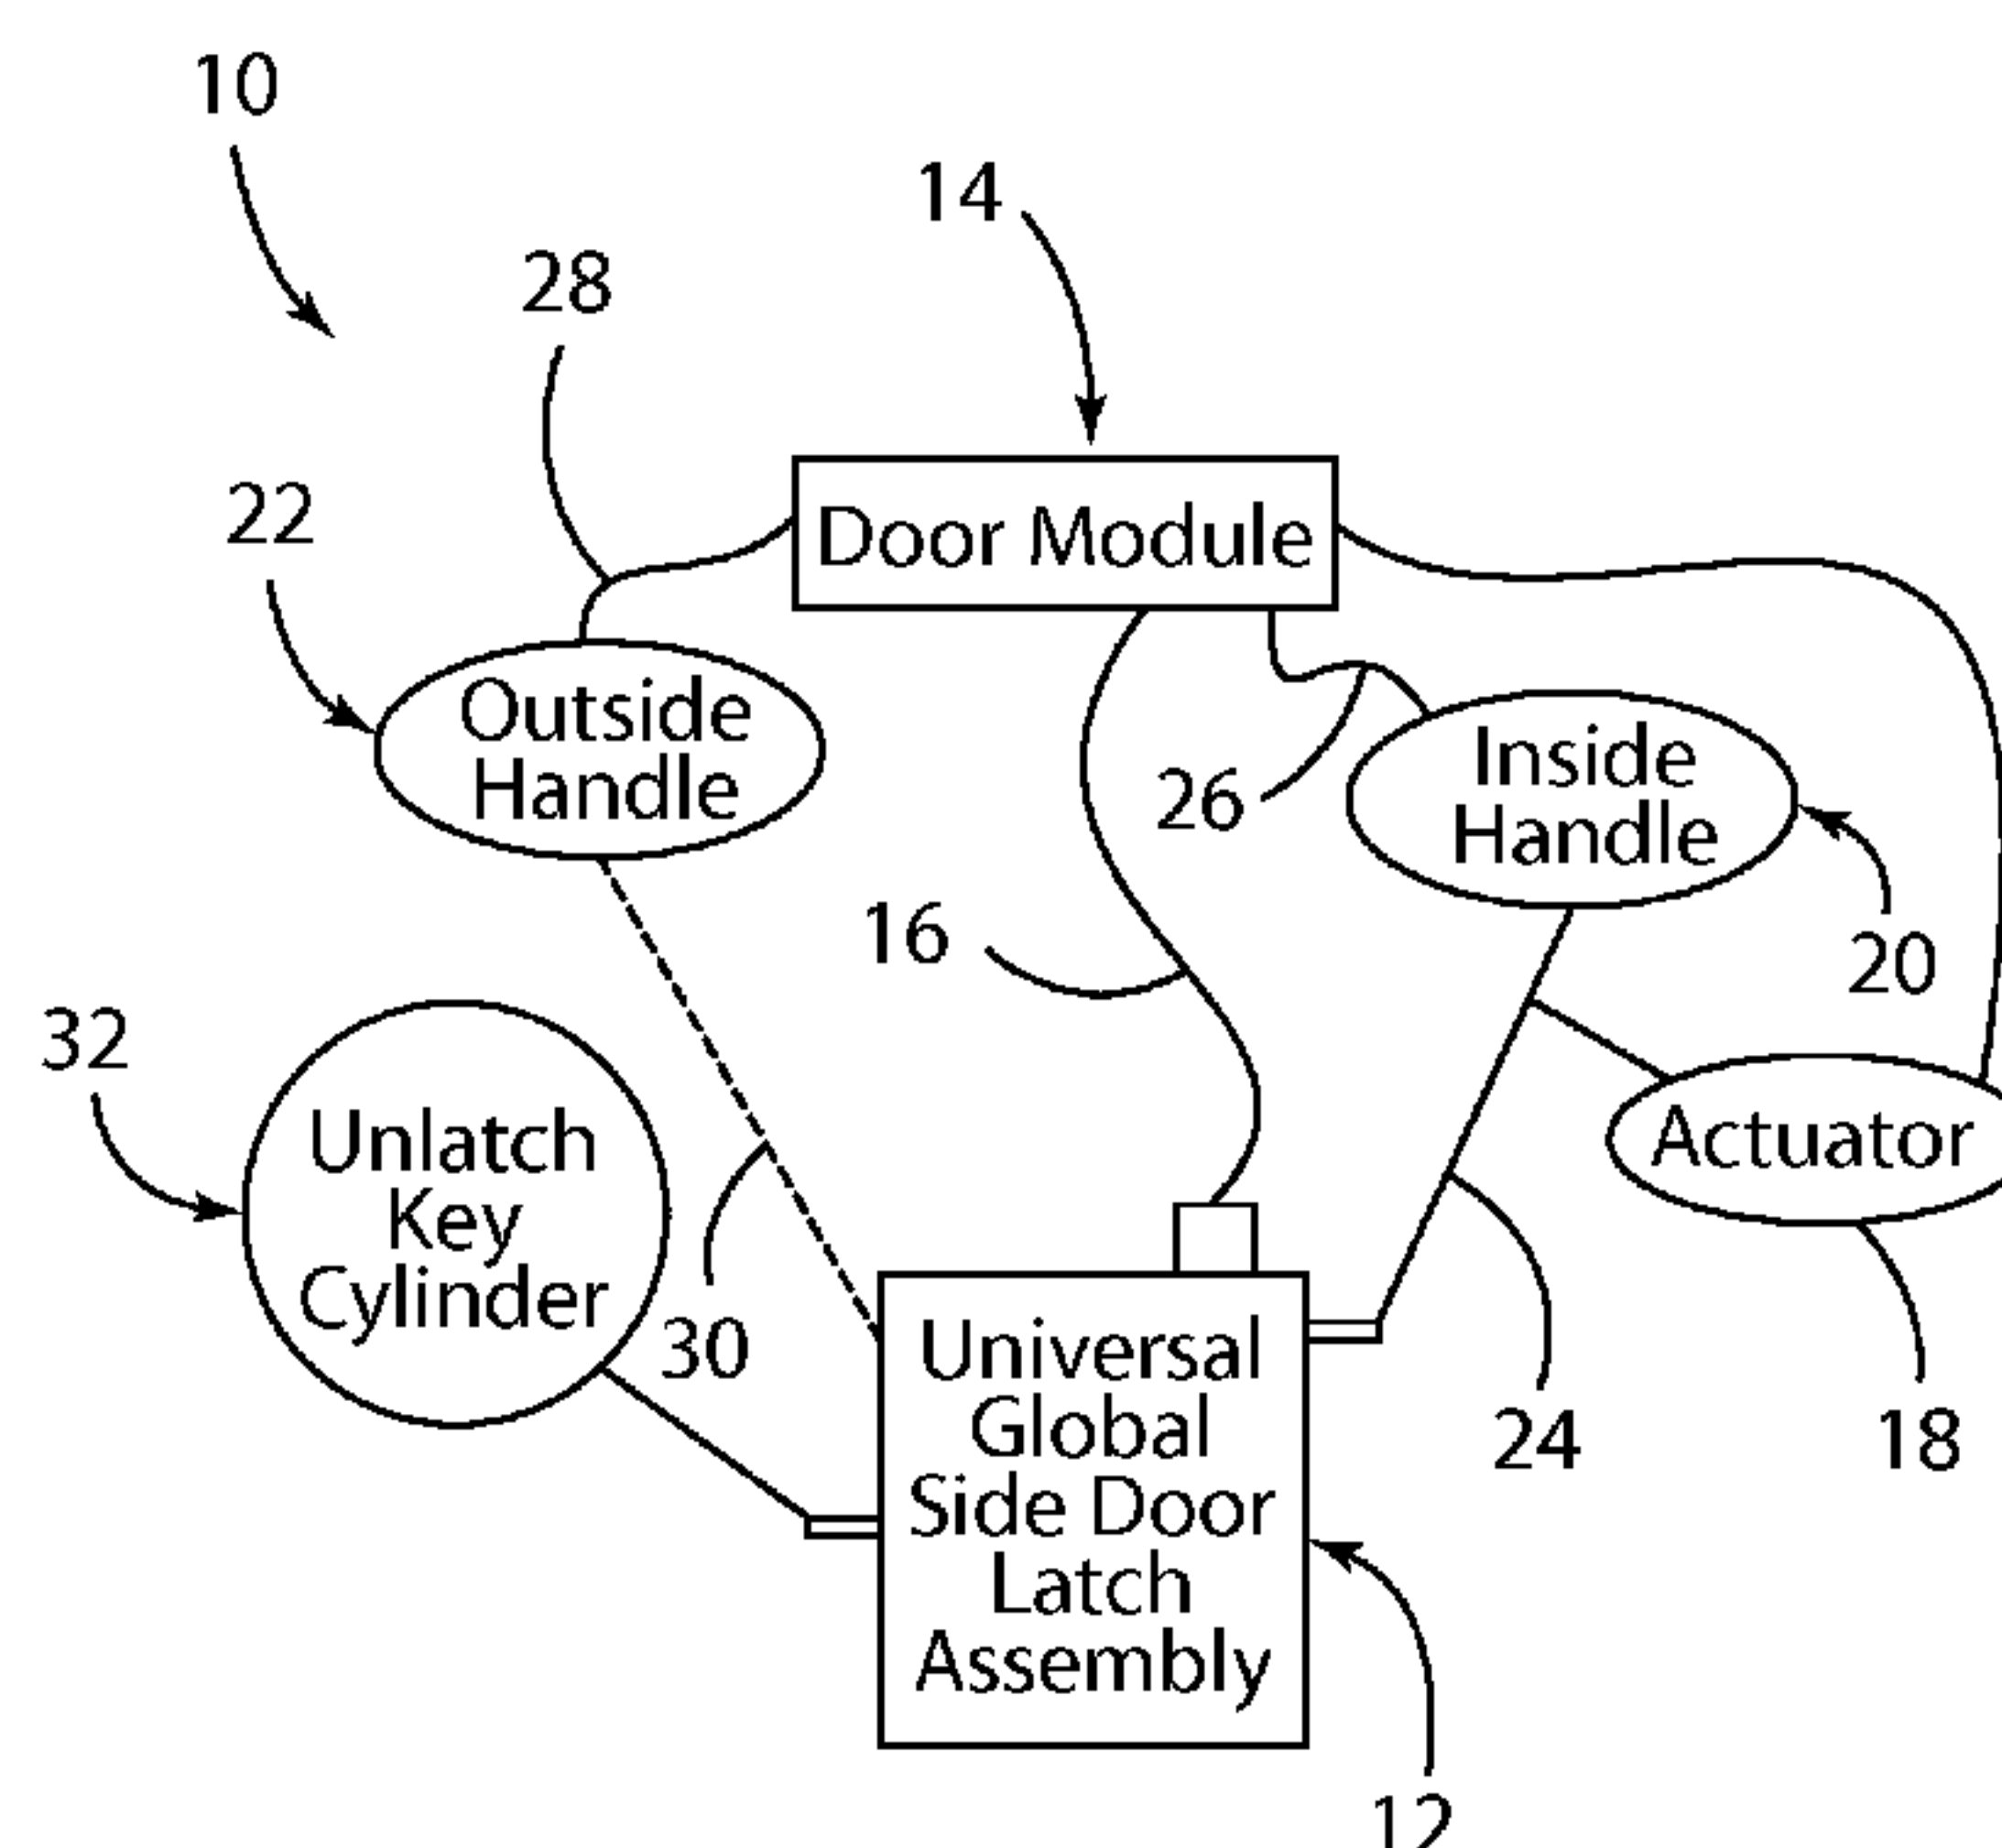 10
14
28
22
Door Module
Outside
Handle
Inside
Handle
26
16
20
32
Unlatch
Key
Cylinder
Actuator
30
Universal
Global
Side Door
Latch
Assembly
24
18
12